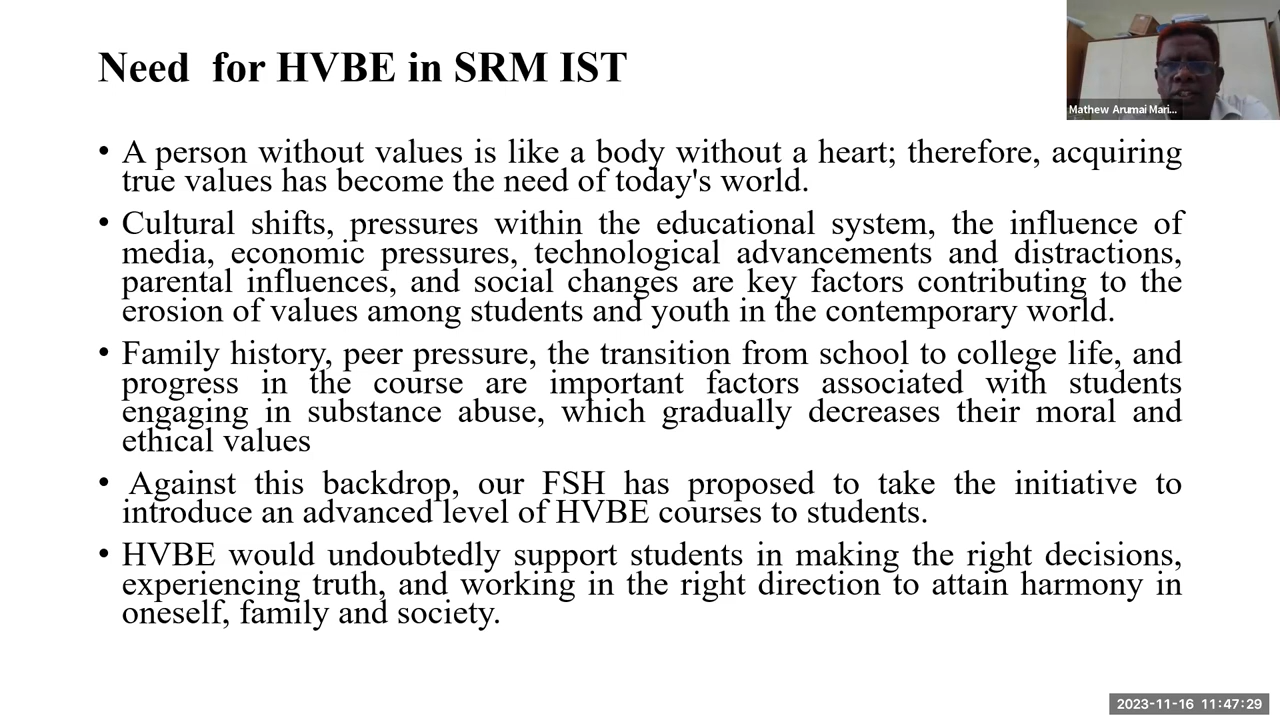 Need for HVBE in SRM IST
Mathew Arumai Mari...
• A person without values is like a body without a heart; therefore, acquiring
true values has become the need of today's world.
• Cultural shifts, pressures within the educational system, the influence of
media, economic pressures, technological advancements and distractions,
parental influences, and social changes are key factors contributing to the
erosion of values among students and youth in the contemporary world.
• Family history, peer pressure, the transition from school to college life, and
progress in the course are important factors associated with students
engaging in substance abuse, which gradually decreases their moral and
ethical values
• Against this backdrop, our FSH has proposed to take the initiative to
introduce an advanced level of HVBE courses to students.
• HVBE would undoubtedly support students in making the right decisions,
experiencing truth, and working in the right direction to attain harmony in
oneself, family and society.
2023-11-16 11:47:29